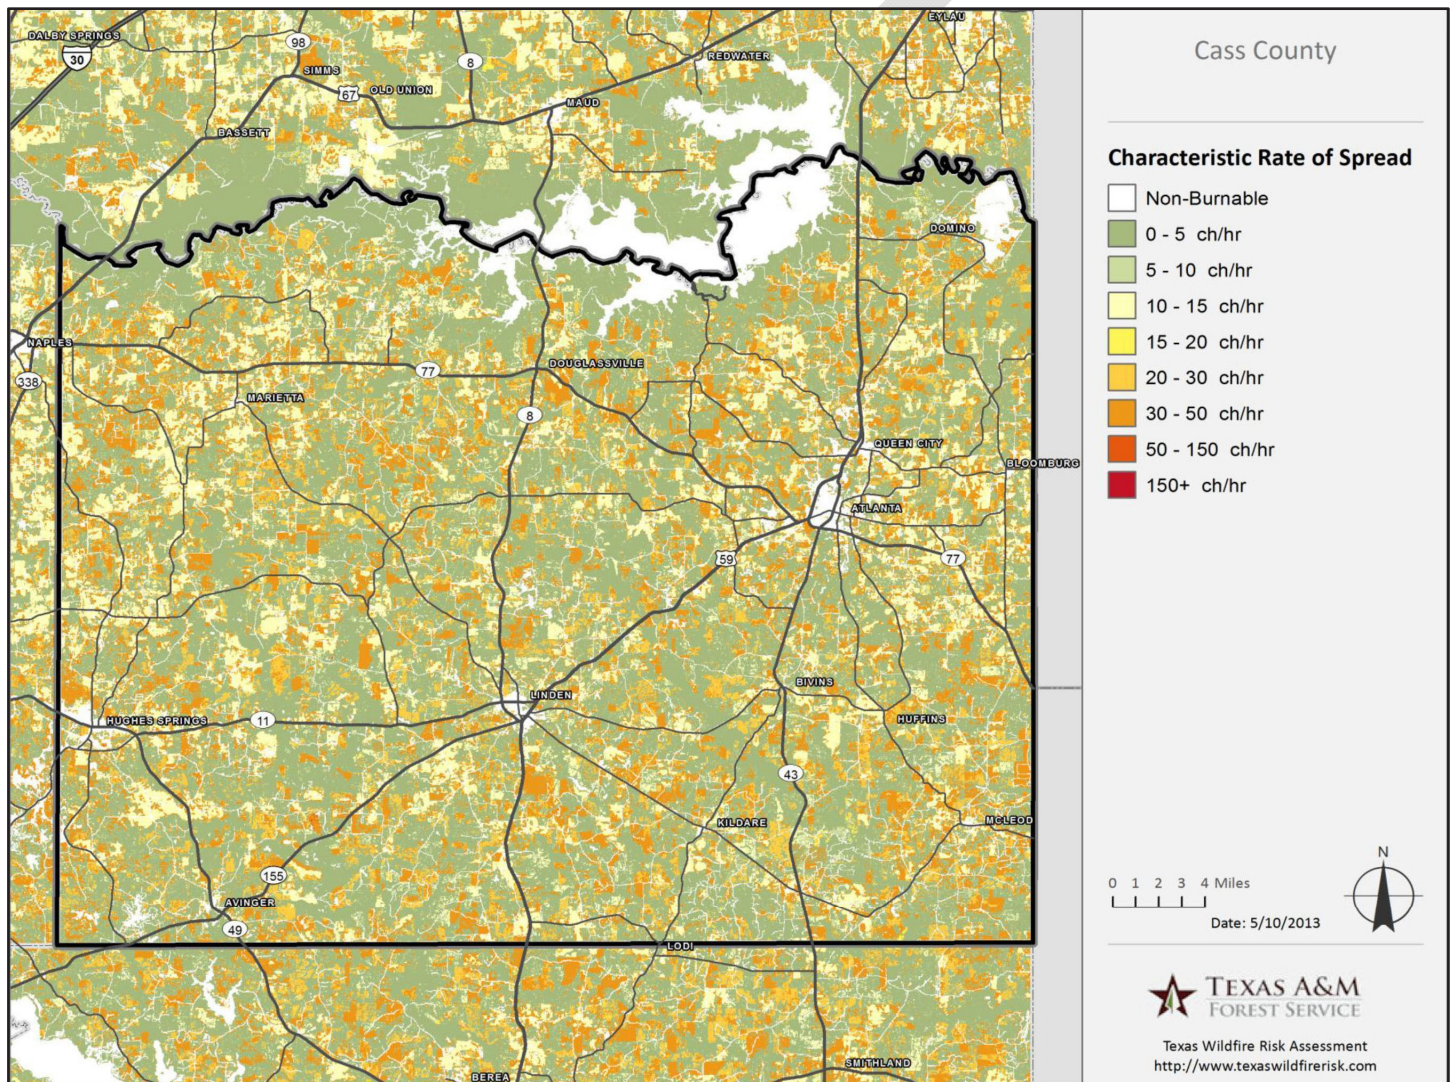 Cass County
Characteristic Rate of Spread
Non-Burnable
0 - 5 ch/hr
5 - 10 ch/hr
10 - 15 ch/hr
15 - 20 ch/hr
20 - 30 ch/hr
30 - 50 ch/hr
50 - 150 ch/hr
150+ ch/hr
EYLAU
DALBY SPRINGS
30
98
8
REDWATER
SIMMS
67
OLD UNION
MAUD
BASSETT
DOMINO
NAPLES
DOUGLASSVILLE
77
338
MARIETTA
8
QUEEN CITY
BLOOMBURG
ATLANTA
59
77
BIVINS
LINDEN
HUGHES SPRINGS
11
HUFFINS
43
KILDARE
MCLEOD
155
AVINGER
49
LODI
SMITHLAND
BEREA
N
0 1 2 3 4 Miles
Date: 5/10/2013
TEXAS A&M
FOREST SERVICE
Texas Wildfire Risk Assessment
http://www.texaswildfirerisk.com